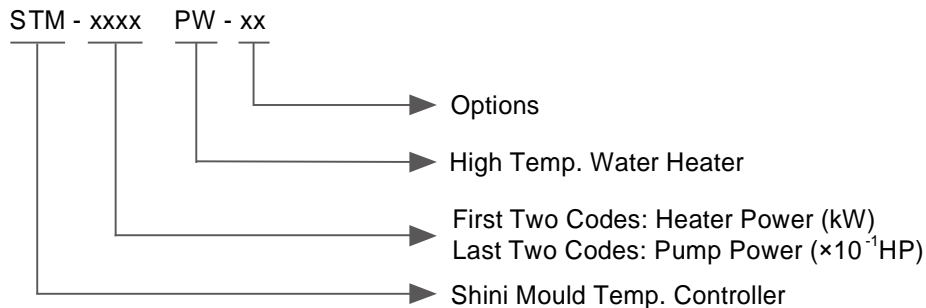 STM - xxxx PW - xx
Options
High Temp. Water Heater
First Two Codes: Heater Power (kW)
Last Two Codes: Pump Power (×10⁻¹HP)
Shini Mould Temp. Controller